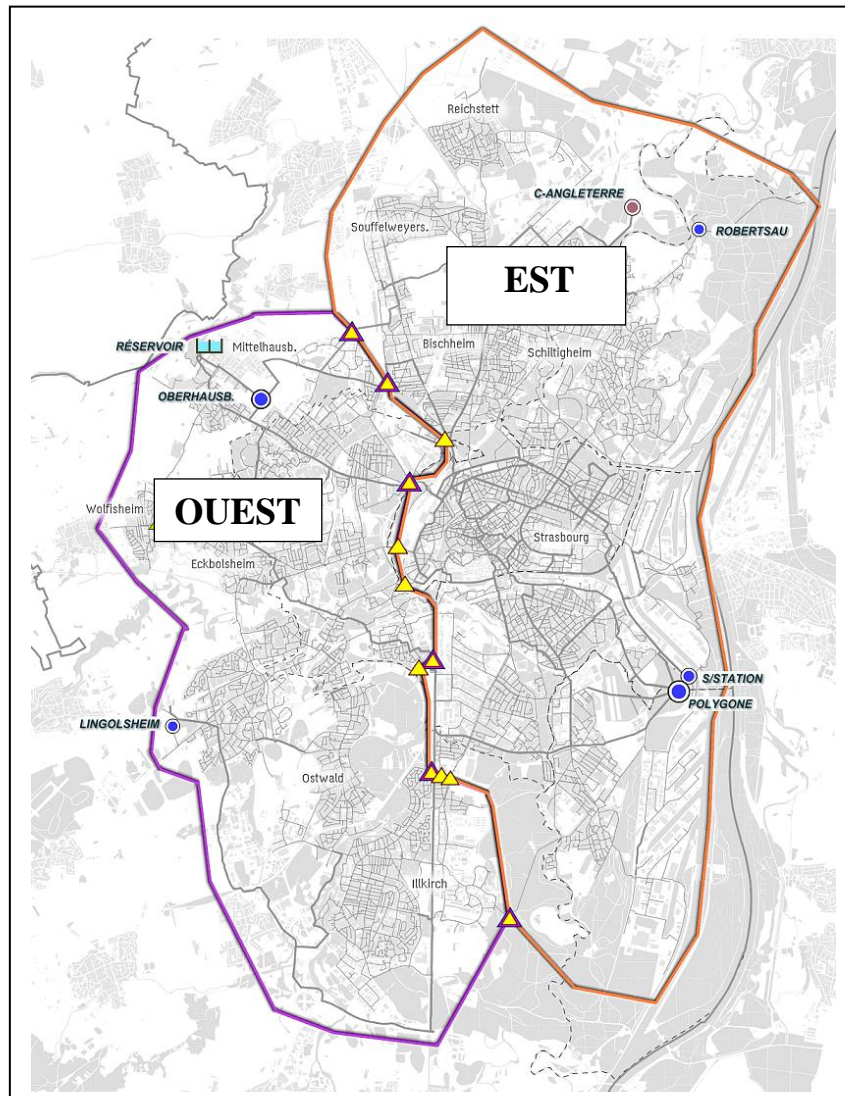 Reichstett
C-ANGLETERRE
Souffelweyers.
ROBERTSAU
EST
RÉSERVOIR
Mittelhausb.
Bischheim
Schiltigheim
OBERHAUSB.
OUEST
Wolfisheim
Strasbourg
Eckbolsheim
S/STATION
POLYGONE
LINGOLSHEIM
Ostwald
Illkirch